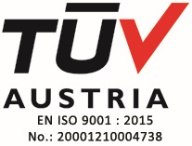 TÜV
AUSTRIA
EN ISO 9001 : 2015
No.: 20001210004738